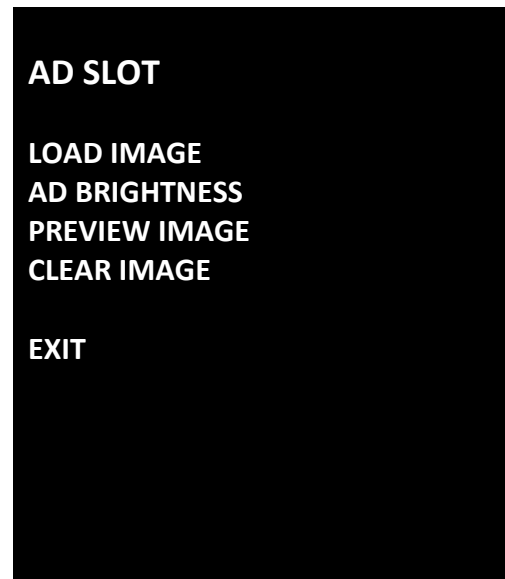 AD SLOT
LOAD IMAGE
AD BRIGHTNESS
PREVIEW IMAGE
CLEAR IMAGE
EXIT